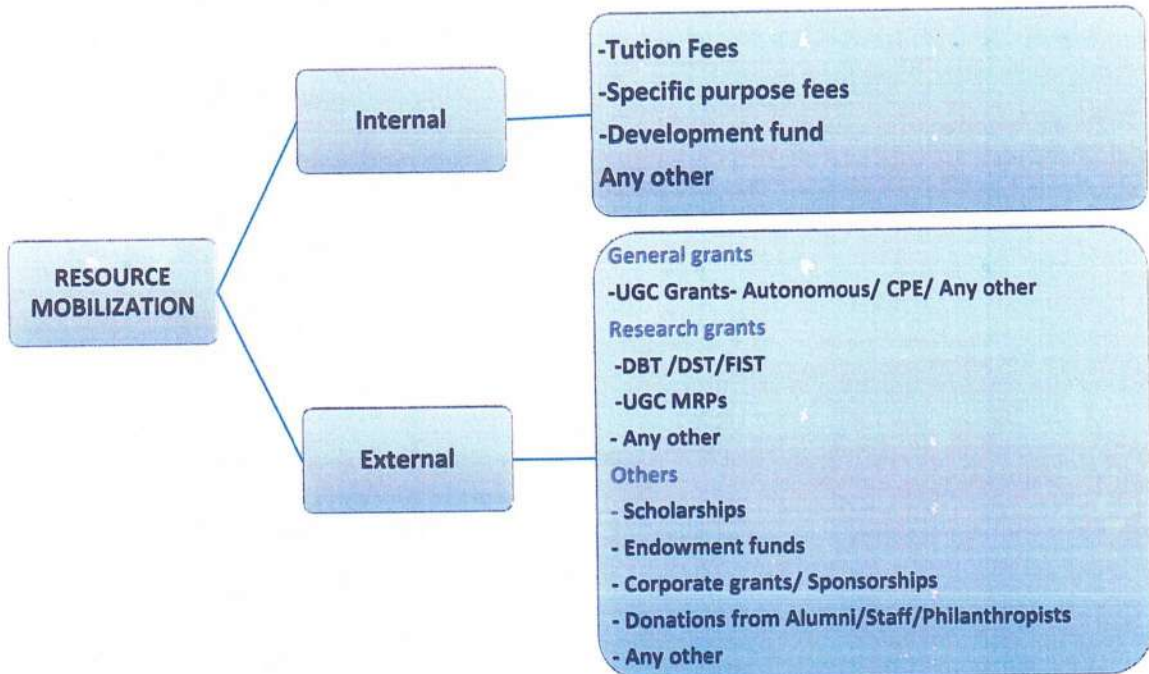 RESOURCE
MOBILIZATION
Internal
-Tution Fees
-Specific purpose fees
-Development fund
Any other
External
General grants
-UGC Grants- Autonomous/ CPE/ Any other
Research grants
-DBT /DST/FIST
-UGC MRPs
- Any other
Others
- Scholarships
- Endowment funds
- Corporate grants/ Sponsorships
- Donations from Alumni/Staff/Philanthropists
- Any other